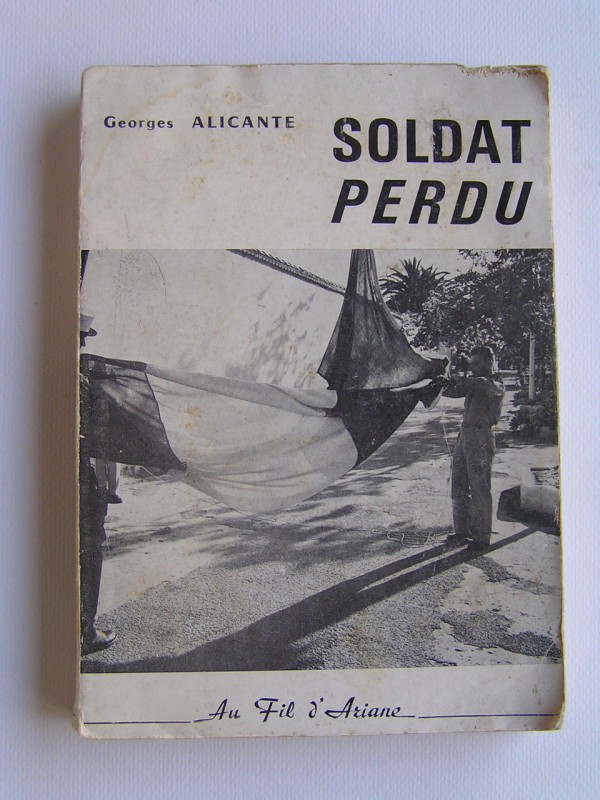 Georges ALICANTE
SOLDAT
PERDU
Au Fil d'Ariane